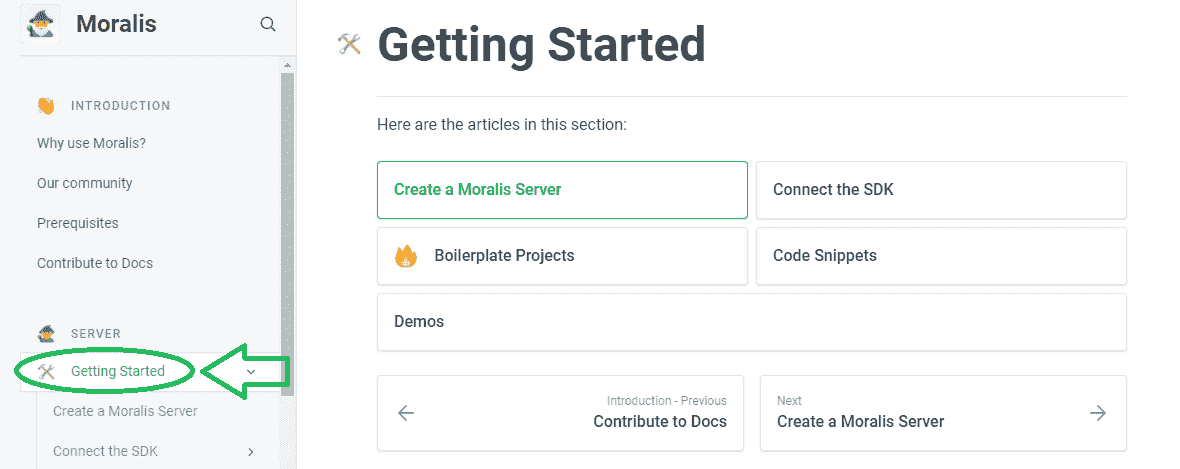 Moralis
INTRODUCTION
Why use Moralis?
Our community
Prerequisites
Contribute to Docs
SERVER
Getting Started
Create a Moralis Server
Connect the SDK
Getting Started
Here are the articles in this section:
Create a Moralis Server
Connect the SDK
Boilerplate Projects
Code Snippets
Demos
Introduction - Previous
Contribute to Docs
Next
Create a Moralis Server